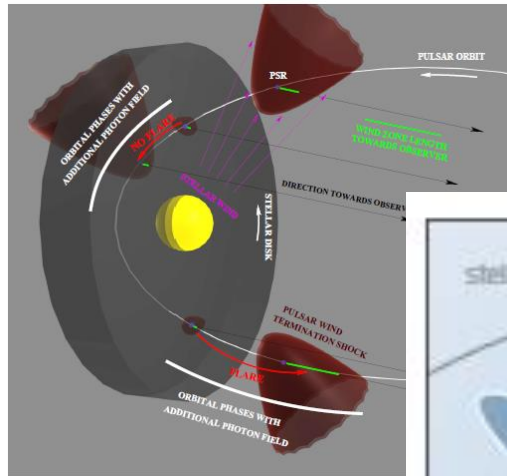 PULSAR ORBIT
PSR
ORBITAL PHASES WITH
ADDITIONAL PHOTON FIELD
NO FLARE
WIND ZONE LENGTH
TOWARDS OBSERVER
STELLAR WIND
DIRECTION TOWARDS OBSERV
STELLAR DISK
PULSAR WIND
TERMINATION SHOCK
FLARE
ORBITAL PHASES WITH
ADDITIONAL PHOTON FIELD
stel